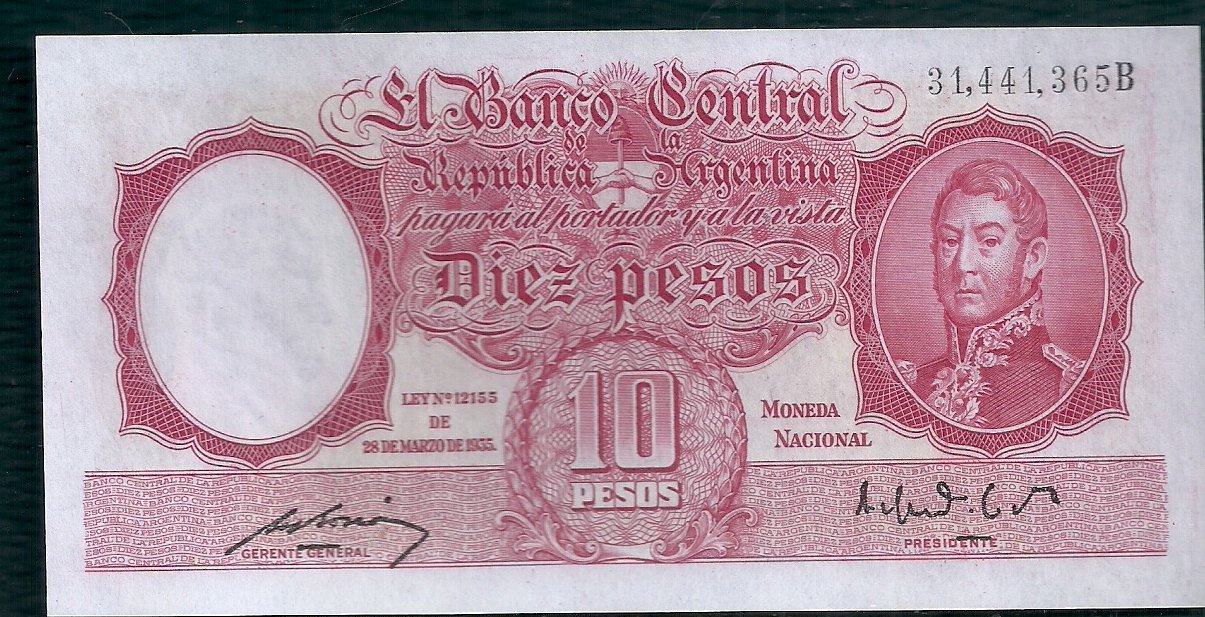 31,441,365B
El Banco Central
de la
República Argentina
pagará al portador y a la vista
Diez pesos
LEY Nº 12155
DE
28 DE MARZO DE 1935.
10
PESOS
MONEDA
NACIONAL
GERENTE GENERAL
PRESIDENTE